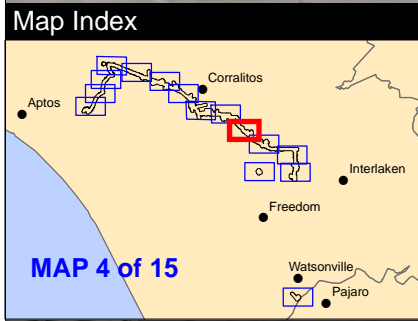 Map Index
Corralitos
Aptos
Interlaken
Freedom
MAP 4 of 15
Watsonville
Pajaro